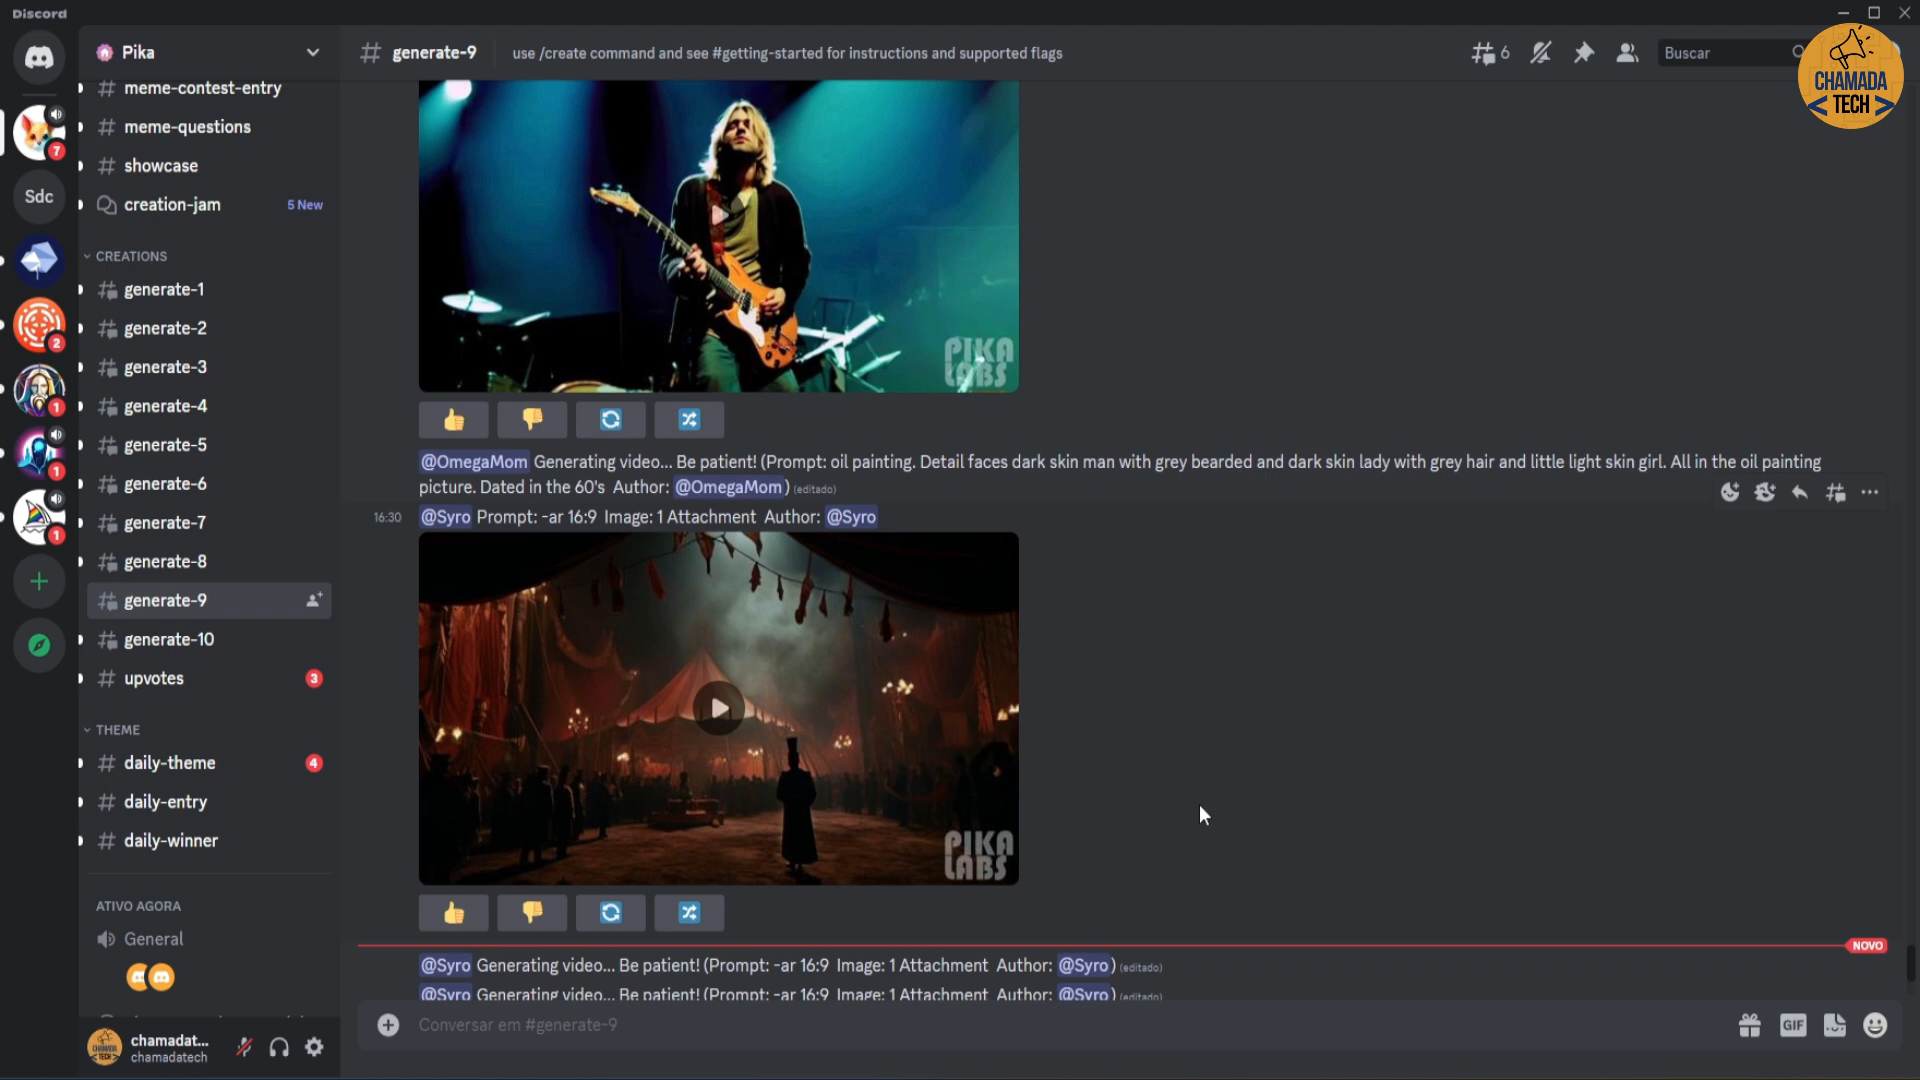 Discord
Pika
meme-contest-entry
meme-questions
showcase
creation-jam
5 New
CREATIONS
generate-1
generate-2
generate-3
generate-4
generate-5
generate-6
generate-7
generate-8
generate-9
generate-10
upvotes
3
THEME
daily-theme
4
daily-entry
daily-winner
ATIVO AGORA
General
chamadat...
chamadatech
7
Sdc
2
1
1
1
generate-9
use /create command and see #getting-started for instructions and supported flags
6
Buscar
CHAMADA
< TECH >
PIKA
LABS
@OmegaMom Generating video... Be patient! (Prompt: oil painting. Detail faces dark skin man with grey bearded and dark skin lady with grey hair and little light skin girl. All in the oil painting
picture. Dated in the 60's Author: @OmegaMom) (editado)
16:30
@Syro Prompt: -ar 16:9 Image: 1 Attachment Author: @Syro
PIKA
LABS
NOVO
@Syro Generating video... Be patient! (Prompt: -ar 16:9 Image: 1 Attachment Author: @Syro) (editado)
@Syro Generating video... Be patient! (Prompt: -ar 16:9 Image: 1 Attachment Author: @Syro) (editado)
Conversar em #generate-9
GIF